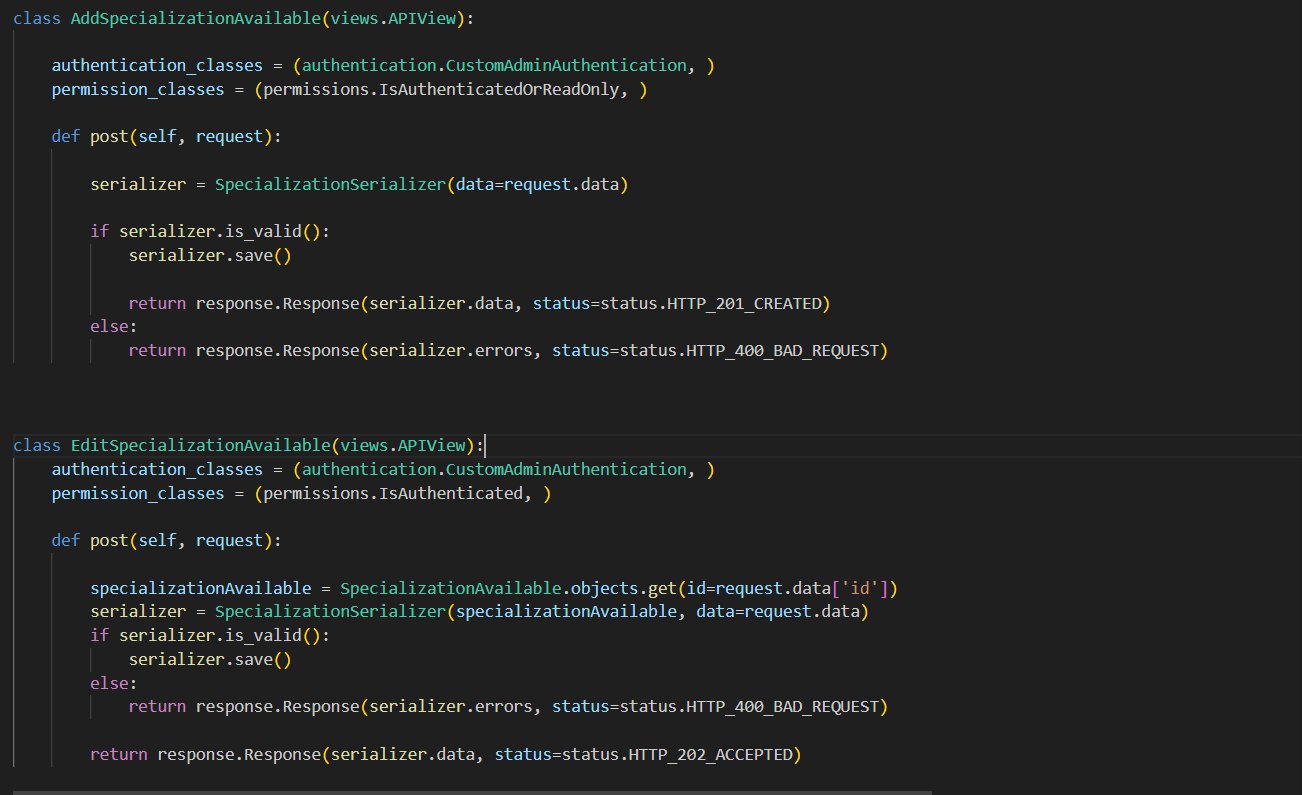 class AddSpecializationAvailable(views.APIView):
authentication_classes = (authentication.CustomAdminAuthentication, )
permission_classes = (permissions.IsAuthenticatedOrReadOnly, )
def post(self, request):
serializer = SpecializationSerializer(data=request.data)
if serializer.is_valid():
serializer.save()
return response.Response(serializer.data, status=status.HTTP_201_CREATED)
else:
return response.Response(serializer.errors, status=status.HTTP_400_BAD_REQUEST)
class EditSpecializationAvailable(views.APIView):
authentication_classes = (authentication.CustomAdminAuthentication, )
permission_classes = (permissions.IsAuthenticated, )
def post(self, request):
specializationAvailable = SpecializationAvailable.objects.get(id=request.data['id'])
serializer = SpecializationSerializer(specializationAvailable, data=request.data)
if serializer.is_valid():
serializer.save()
else:
return response.Response(serializer.errors, status=status.HTTP_400_BAD_REQUEST)
return response.Response(serializer.data, status=status.HTTP_202_ACCEPTED)